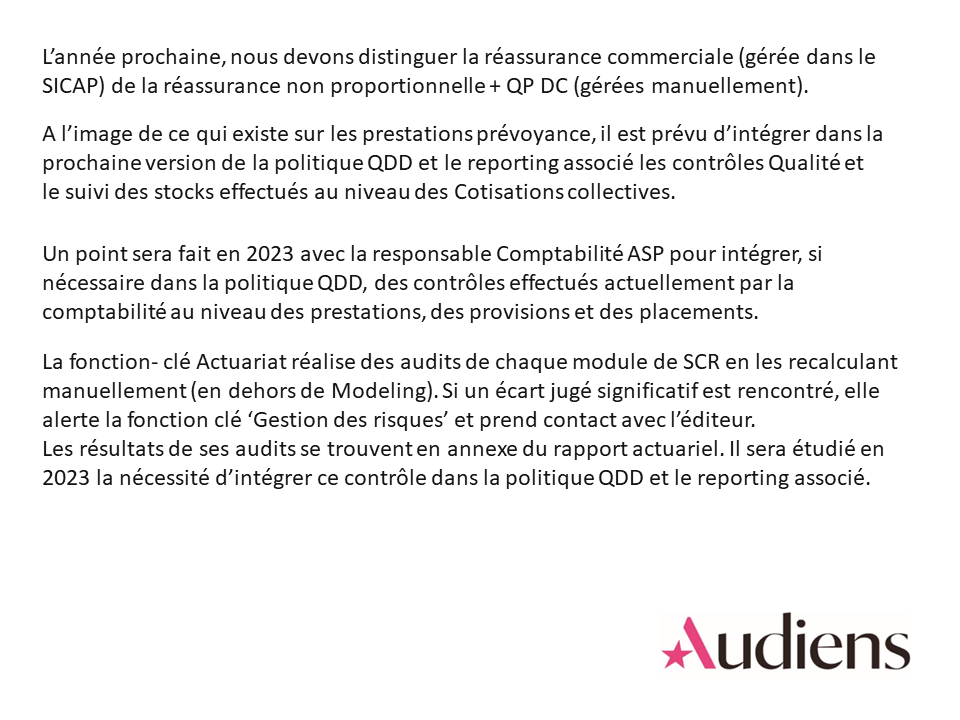 L’année prochaine, nous devons distinguer la réassurance commerciale (gérée dans le
SICAP) de la réassurance non proportionnelle + QP DC (gérées manuellement).
A l’image de ce qui existe sur les prestations prévoyance, il est prévu d’intégrer dans la
prochaine version de la politique QDD et le reporting associé les contrôles Qualité et
le suivi des stocks effectués au niveau des Cotisations collectives.
Un point sera fait en 2023 avec la responsable Comptabilité ASP pour intégrer, si
nécessaire dans la politique QDD, des contrôles effectués actuellement par la
comptabilité au niveau des prestations, des provisions et des placements.
La fonction- clé Actuariat réalise des audits de chaque module de SCR en les recalculant
manuellement (en dehors de Modeling). Si un écart jugé significatif est rencontré, elle
alerte la fonction clé ‘Gestion des risques’ et prend contact avec l’éditeur.
Les résultats de ses audits se trouvent en annexe du rapport actuariel. Il sera étudié en
2023 la nécessité d’intégrer ce contrôle dans la politique QDD et le reporting associé.
Audiens